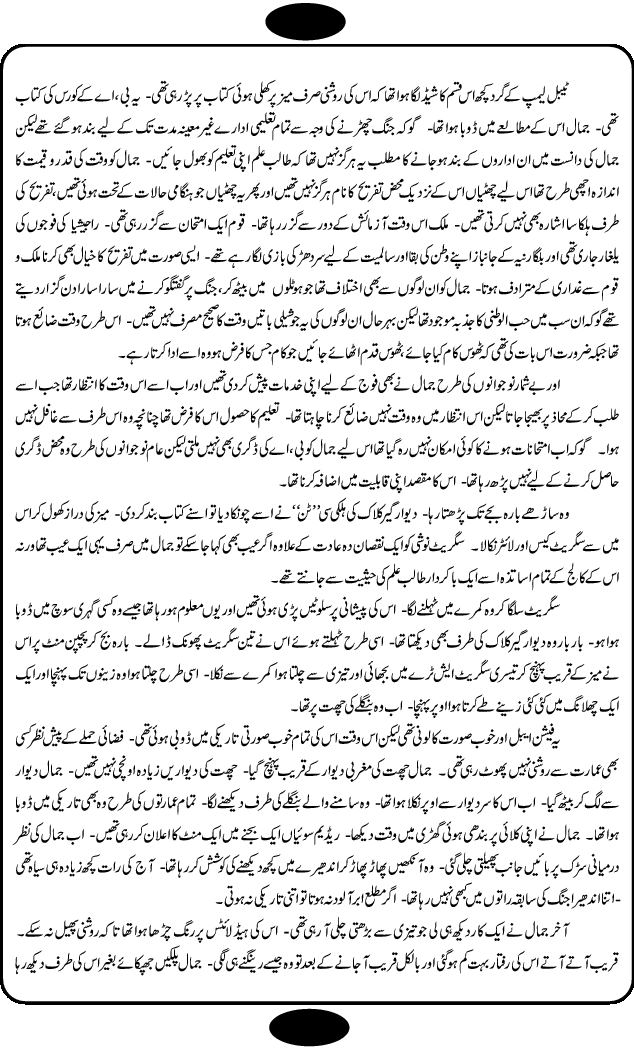 ٹیبل لیمپ کے گرد کچھ اس قسم کا شیڈ لگا ہوا تھا کہ اس کی روشنی صرف میز پر کھلی ہوئی کتاب پر پڑ رہی تھی- یہ بی،اے کے کورس کی کتاب
تھی- جمال اس کے مطالعے میں ڈوبا ہوا تھا- گو کہ جنگ چھڑنے کی وجہ سے تمام تعلیمی ادارے غیر معینہ مدت تک کے لیے بند ہو گئے تھے لیکن
جمال کی دانست میں ان اداروں کے بند ہو جانے کا مطلب یہ ہرگز نہیں تھا کہ طالب علم اپنی تعلیم کو بھول جائیں- جمال کو وقت کی قدر و قیمت کا
اندازہ اچھی طرح تھا اس لیے چھٹیاں اس کے نزدیک محض تفریح کا نام ہرگز نہیں تھیں اور پھر یہ چھٹیاں جو ہنگامی حالات کے تحت ہوئی تھیں، تفریح کی
طرف ہلکا سا اشارہ بھی نہیں کرتی تھیں- ملک اس وقت آزمائش کے دور سے گزر رہا تھا- قوم ایک امتحان سے گزر رہی تھی- راجیشیا کی فوجوں کی
یلغار جاری تھی اور بلگارنیہ کے جانباز اپنے وطن کی بقا اور سالمیت کے لیے سر دھڑ کی بازی لگا رہے تھے- ایسی صورت میں تفریح کا خیال بھی کرنا ملک و
قوم سے غداری کے مترادف ہوتا- جمال کو ان لوگوں سے بھی اختلاف تھا جو ہوٹلوں میں بیٹھ کر، جنگ پر گفتگو کرنے میں سارا سارا دن گزار دیتے
تھے گو کہ ان سب میں حب الوطنی کا جذبہ موجود تھا لیکن بہر حال ان لوگوں کی یہ جوشیلی باتیں وقت کا صحیح مصرف نہیں تھیں- اس طرح وقت ضائع ہوتا
تھا جبکہ ضرورت اس بات کی تھی کہ ٹھوس کام کیا جائے، ٹھوس قدم اٹھائے جائیں جو کام جس کا فرض ہو وہ اسے ادا کرتا رہے۔
اور بے شمار نوجوانوں کی طرح جمال نے بھی فوج کے لیے اپنی خدمات پیش کر دی تھیں اور اب اسے اس وقت کا انتظار تھا جب اسے
طلب کر کے محاذ پر بھیجا جاتا لیکن اس انتظار میں وہ وقت نہیں ضائع کرنا چاہتا تھا- تعلیم کا حصول اس کا فرض تھا چنانچہ وہ اس طرف سے غافل نہیں
ہوا۔ گو کہ اب امتحانات ہونے کا کوئی امکان نہیں رہ گیا تھا اس لیے جمال کو بی،اے کی ڈگری بھی نہیں ملتی لیکن عام نوجوانوں کی طرح وہ محض ڈگری
حاصل کرنے کے لیے نہیں پڑھ رہا تھا- اس کا مقصد اپنی قابلیت میں اضافہ کرنا تھا۔
وہ ساڑھے بارہ بجے تک پڑھتا رہا- دیوار گیر کلاک کی ہلکی سی "ٹن" نے اسے چونکا دیا تو اسنے کتاب بند کر دی- میز کی دراز کھول کر اس
میں سے سگریٹ کیس اور لائٹر نکالا۔ سگریٹ نوشی کو ایک نقصان دہ عادت کے علاوہ اگر عیب بھی کہا جا سکے تو جمال میں صرف یہی ایک عیب تھا ورنہ
اس کے کالج کے تمام اساتذہ اسے ایک با کردار طالب علم کی حیثیت سے جانتے تھے۔
سگریٹ سلگا کر وہ کمرے میں ٹہلنے لگا- اس کی پیشانی پر سلوٹیں پڑی ہوئی تھیں اور یوں معلوم ہو رہا تھا جیسے وہ کسی گہری سوچ میں ڈوبا
ہوا ہو- بار بار وہ دیوار گیر کلاک کی طرف بھی دیکھتا تھا- اسی طرح ٹہلتے ہوئے اس نے تین سگریٹ پھونک ڈالے۔ بارہ بج کر پچپن منٹ پر اس
نے میز کے قریب پہنچ کر تیسری سگریٹ ایش ٹرے میں بجھائی اور تیزی سے چلتا ہوا کمرے سے نکلا- اسی طرح چلتا ہوا وہ زینوں تک پہنچا اور ایک
ایک چھلانگ میں کئی کئی زینے طے کرتا ہوا اوپر پہنچا- اب وہ بنگلے کی چھت پر تھا۔
یہ فیشن ایبل اور خوب صورت کالونی تھی لیکن اس وقت اس کی تمام خوب صورتی تاریکی میں ڈوبی ہوئی تھی- فضائی حملے کے پیش نظر کسی
بھی عمارت سے روشنی نہیں پھوٹ رہی تھی۔ جمال چھت کی مغربی دیوار کے قریب پہنچ گیا- چھت کی دیواریں زیادہ اونچی نہیں تھیں- جمال دیوار
سے لگ کر بیٹھ گیا- اب اس کا سر دیوار سے اوپر نکلا ہوا تھا- وہ سامنے والے بنگلے کی طرف دیکھنے لگا- تمام عمارتوں کی طرح وہ بھی تاریکی میں ڈوبا
ہوا تھا- جمال نے اپنی کلائی پر بندھی ہوئی گھڑی میں وقت دیکھا- ریڈیم سوئیاں ایک بجنے میں ایک منٹ کا اعلان کر رہی تھیں- اب جمال کی نظر
درمیانی سڑک پر بائیں جانب پھیلتی چلی گئی- وہ آنکھیں پھاڑ پھاڑ کر اندھیرے میں کچھ دیکھنے کی کوشش کر رہا تھا- آج کی رات کچھ زیادہ ہی سیاہ تھی
-اتنا اندھیرا جنگ کی سابقہ راتوں میں کبھی نہیں رہا تھا- اگر مطلع ابر آلود نہ ہوتا تو اتنی تاریکی نہ ہوتی۔
آخر جمال نے ایک کار دیکھ ہی لی جو تیزی سے بڑھتی چلی آ رہی تھی- اس کی ہیڈ لائٹس پر رنگ چڑھا ہوا تھا تا کہ روشنی پھیل نہ سکے۔
قریب آتے آتے اس کی رفتار بہت کم ہو گئی اور بالکل قریب آ جانے کے بعد تو وہ جیسے رینگنے ہی لگی- جمال پلکیں جھپکائے بغیر اس کی طرف دیکھ رہا